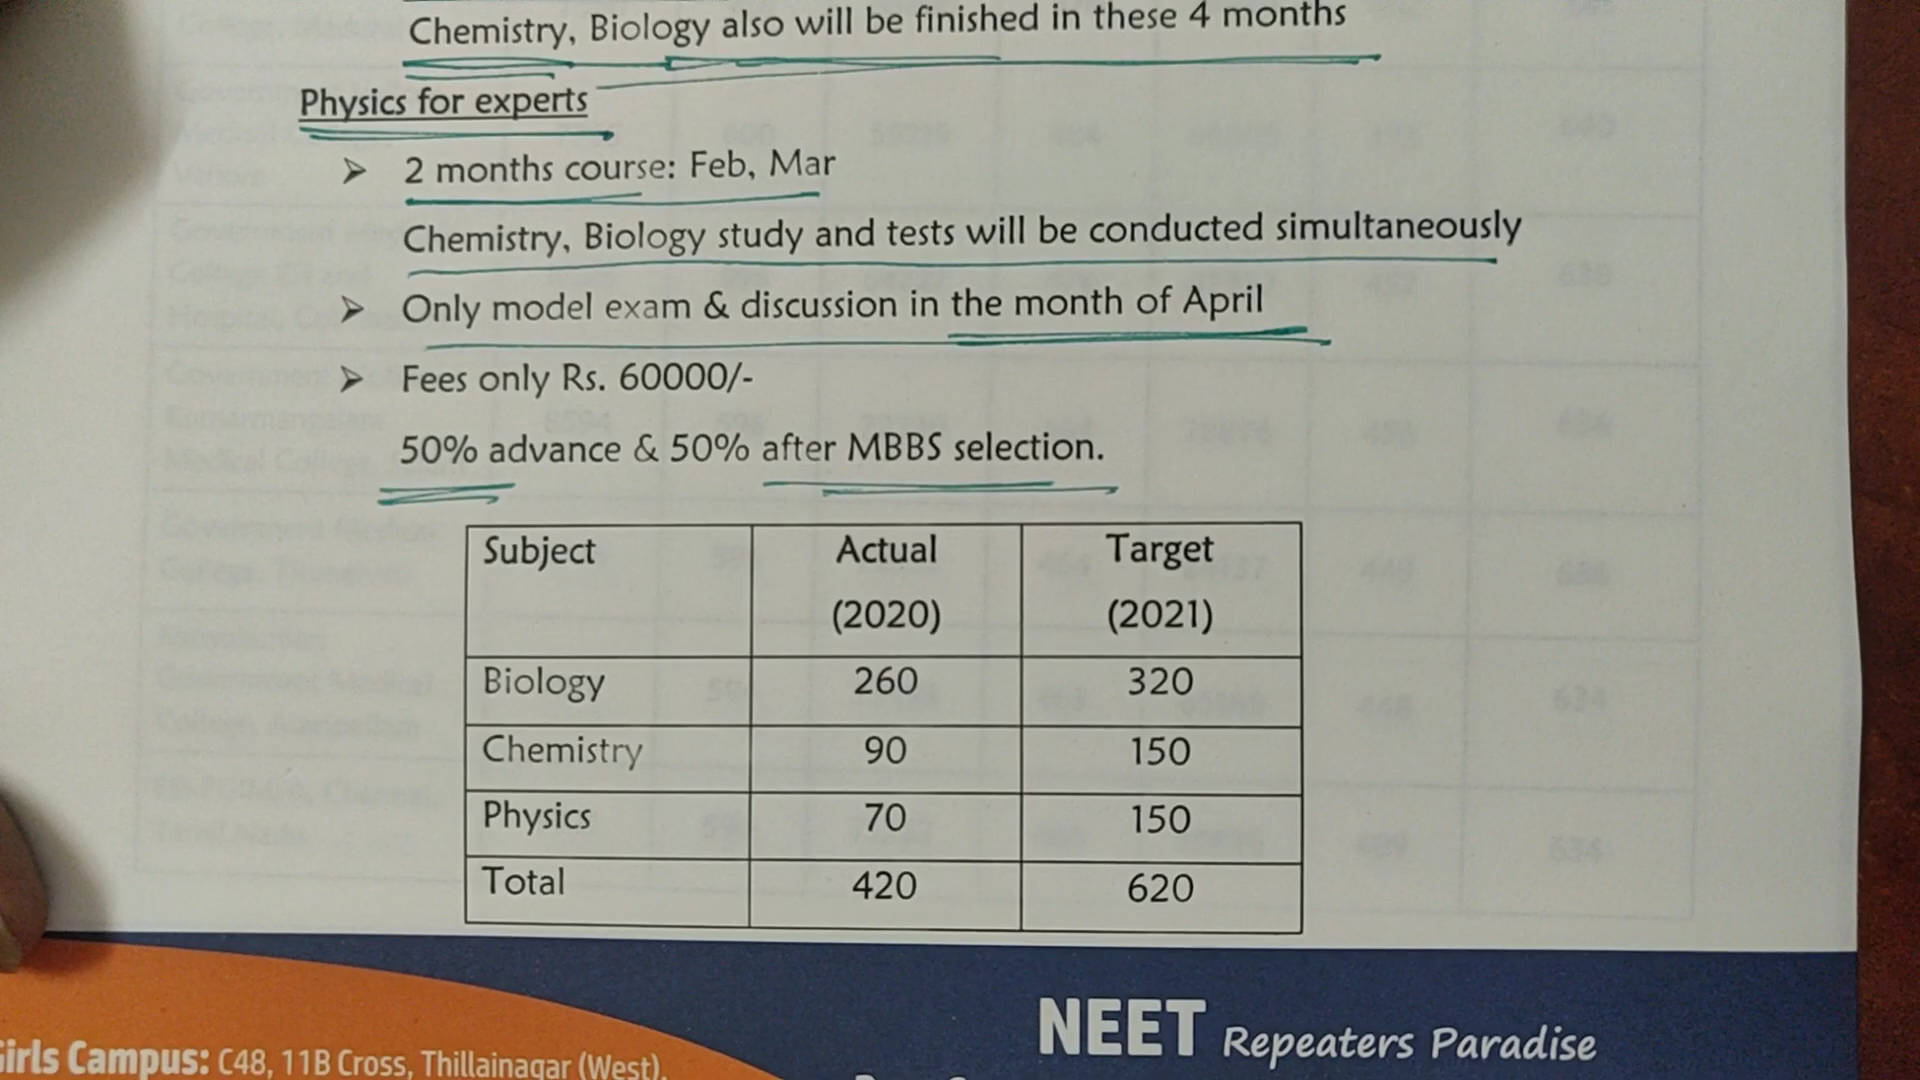 Chemistry, Biology also will be finished in these 4 months
Physics for experts
➢ 2 months course: Feb, Mar
Chemistry, Biology study and tests will be conducted simultaneously
➢ Only model exam & discussion in the month of April
➢ Fees only Rs. 60000/-
50% advance & 50% after MBBS selection.
Subject Actual Target
(2020) (2021)
Biology 260 320
Chemistry 90 150
Physics 70 150
Total 420 620
NEET Repeaters Paradise
Girls Campus: C48, 11B Cross, Thillainagar (West),